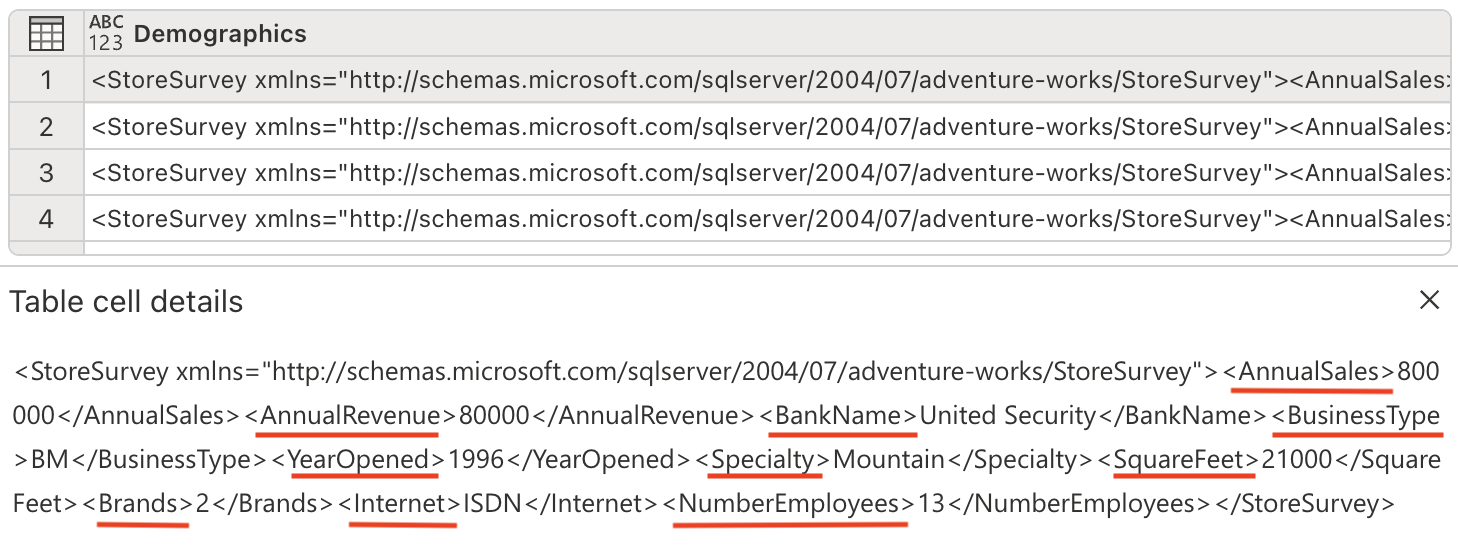 ABC
123 Demographics
1 <StoreSurvey xmlns="http://schemas.microsoft.com/sqlserver/2004/07/adventure-works/StoreSurvey"><AnnualSales>
2 <StoreSurvey xmlns="http://schemas.microsoft.com/sqlserver/2004/07/adventure-works/StoreSurvey"><AnnualSales>
3 <StoreSurvey xmlns="http://schemas.microsoft.com/sqlserver/2004/07/adventure-works/StoreSurvey"><AnnualSales>
4 <StoreSurvey xmlns="http://schemas.microsoft.com/sqlserver/2004/07/adventure-works/StoreSurvey"><AnnualSales>
Table cell details
<StoreSurvey xmlns="http://schemas.microsoft.com/sqlserver/2004/07/adventure-works/StoreSurvey"><AnnualSales>800
000</AnnualSales><AnnualRevenue>80000</AnnualRevenue><BankName>United Security</BankName><BusinessType
>BM</BusinessType><YearOpened>1996</YearOpened><Specialty>Mountain</Specialty><SquareFeet>21000</Square
Feet><Brands>2</Brands><Internet>ISDN</Internet><NumberEmployees>13</NumberEmployees></StoreSurvey>